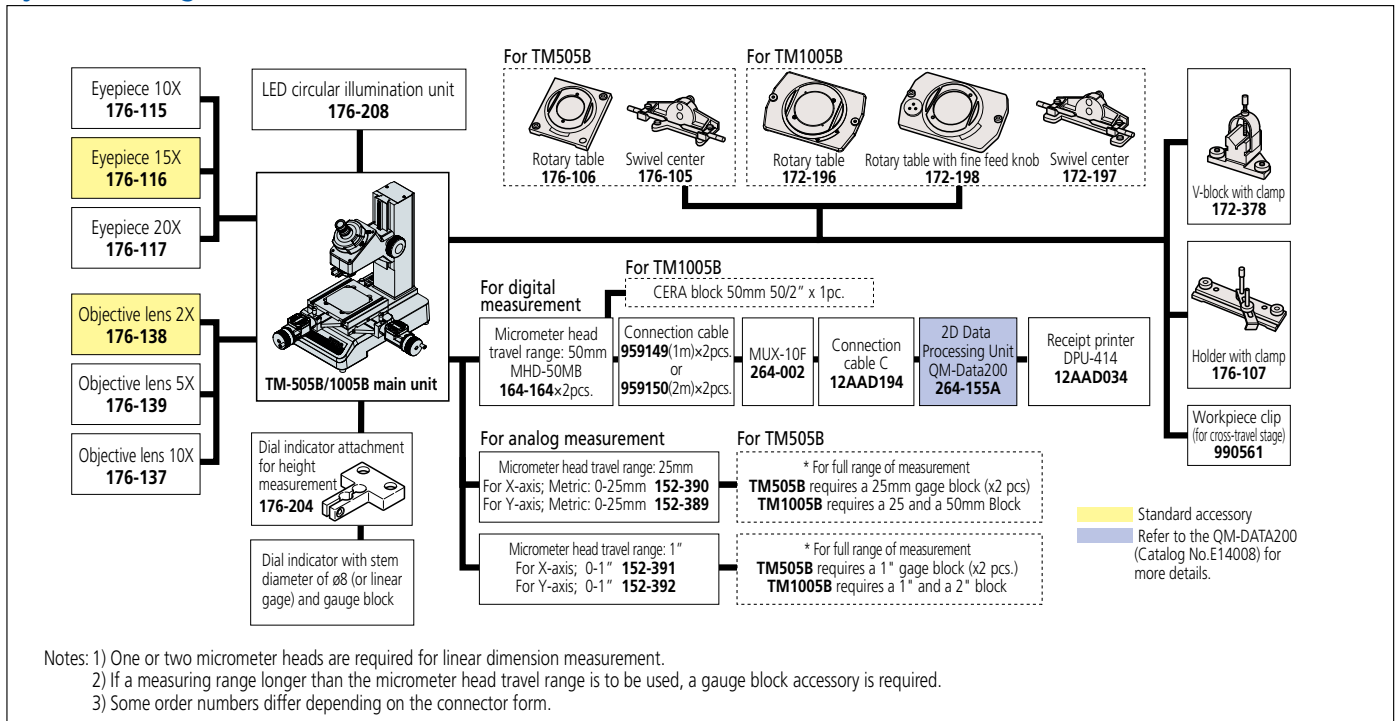 For TM505B
For TM1005B
Eyepiece 10X
176-115
Eyepiece 15X
176-116
Eyepiece 20X
176-117
LED circular illumination unit
176-208
Rotary table
176-106
Swivel center
176-105
Rotary table
172-196
Rotary table with fine feed knob
172-198
Swivel center
172-197
V-block with clamp
172-378
TM-505B/1005B main unit
Objective lens 2X
176-138
Objective lens 5X
176-139
Objective lens 10X
176-137
For digital
measurement
For TM1005B
CERA block 50mm 50/2” x 1pc.
Micrometer head
travel range: 50mm
MHD-50MB
164-164×2pcs.
Connection cable
959149(1m)×2pcs.
or
959150(2m)×2pcs.
MUX-10F
264-002
Connection
cable C
12AAD194
2D Data
Processing Unit
QM-Data200
264-155A
Receipt printer
DPU-414
12AAD034
Holder with clamp
176-107
Workpiece clip
(for cross-travel stage)
990561
Dial indicator attachment
for height
measurement
176-204
Dial indicator with stem
diameter of ø8 (or linear
gage) and gauge block
For analog measurement
Micrometer head travel range: 25mm
For X-axis; Metric: 0-25mm 152-390
For Y-axis; Metric: 0-25mm 152-389
For TM505B
* For full range of measurement
TM505B requires a 25mm gage block (x2 pcs)
TM1005B requires a 25 and a 50mm Block
Micrometer head travel range: 1”
For X-axis; 0-1” 152-391
For Y-axis; 0-1” 152-392
* For full range of measurement
TM505B requires a 1" gage block (x2 pcs.)
TM1005B requires a 1" and a 2" block
Standard accessory
Refer to the QM-DATA200
(Catalog No.E14008) for
more details.
Notes: 1) One or two micrometer heads are required for linear dimension measurement.
2) If a measuring range longer than the micrometer head travel range is to be used, a gauge block accessory is required.
3) Some order numbers differ depending on the connector form.